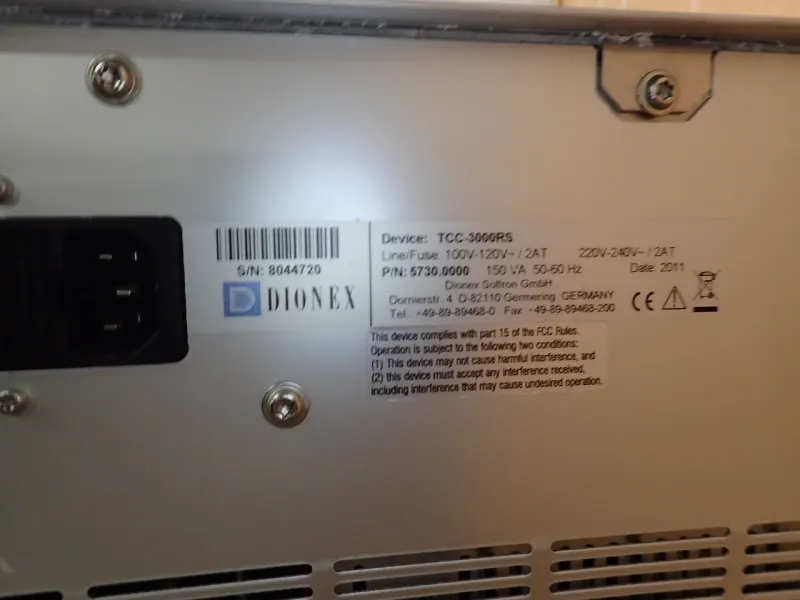 S/N: 8044720
DIONEX
Device: TCC-3000RS
Line/Fuse: 100V-120V~ / 2AT 220V-240V~ / 2AT
P/N: 5730.0000 150 VA 50-60 Hz Date: 2011
Dionex Softron GmbH
Dornierstr. 4 D-82110 Germering GERMANY
Tel. +49-89-89468-0 Fax +49-89-89468-200
CE
This device complies with part 15 of the FCC Rules.
Operation is subject to the following two conditions:
(1) This device may not cause harmful interference, and
(2) this device must accept any interference received,
including interference that may cause undesired operation.